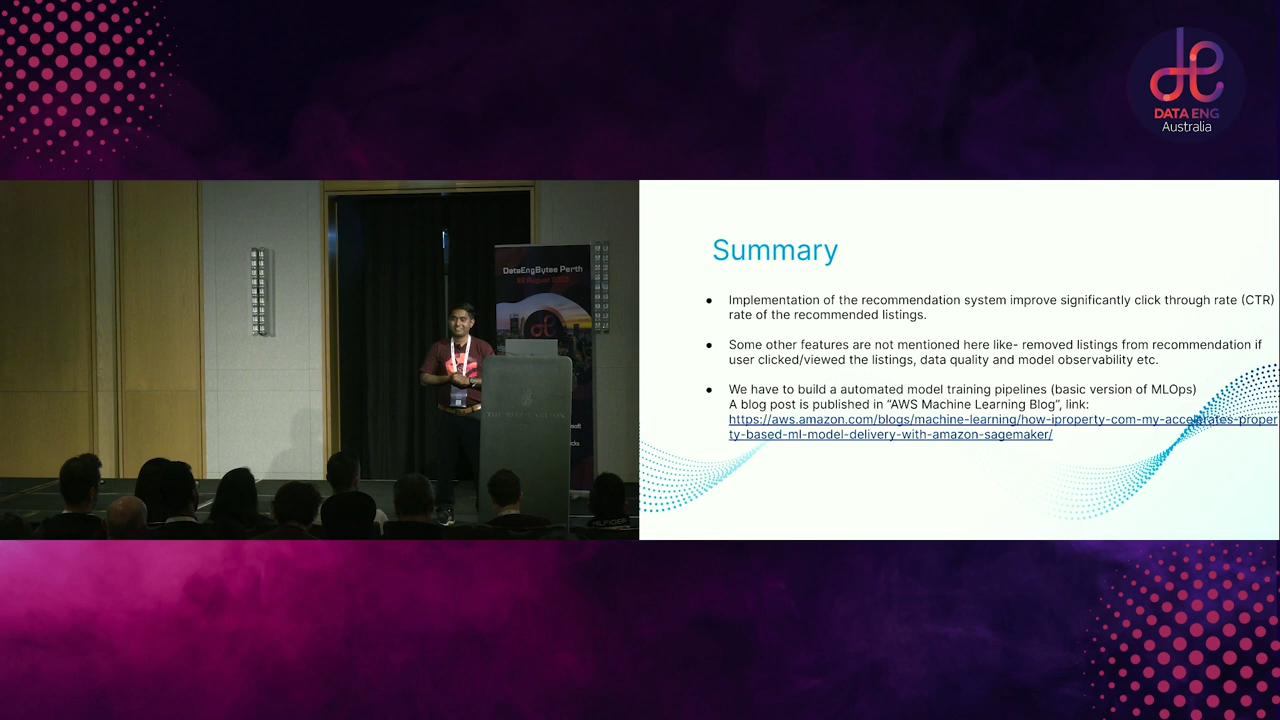 DATA ENG
Australia
DataEngBytes Perth
THE RITZ-CARLTON
Summary
● Implementation of the recommendation system improve significantly click through rate (CTR)
rate of the recommended listings.
● Some other features are not mentioned here like- removed listings from recommendation if
user clicked/viewed the listings, data quality and model observability etc.
● We have to build a automated model training pipelines (basic version of MLOps)
A blog post is published in “AWS Machine Learning Blog”, link:
https://aws.amazon.com/blogs/machine-learning/how-iproperty-com-my-accelerates-proper
ty-based-ml-model-delivery-with-amazon-sagemaker/